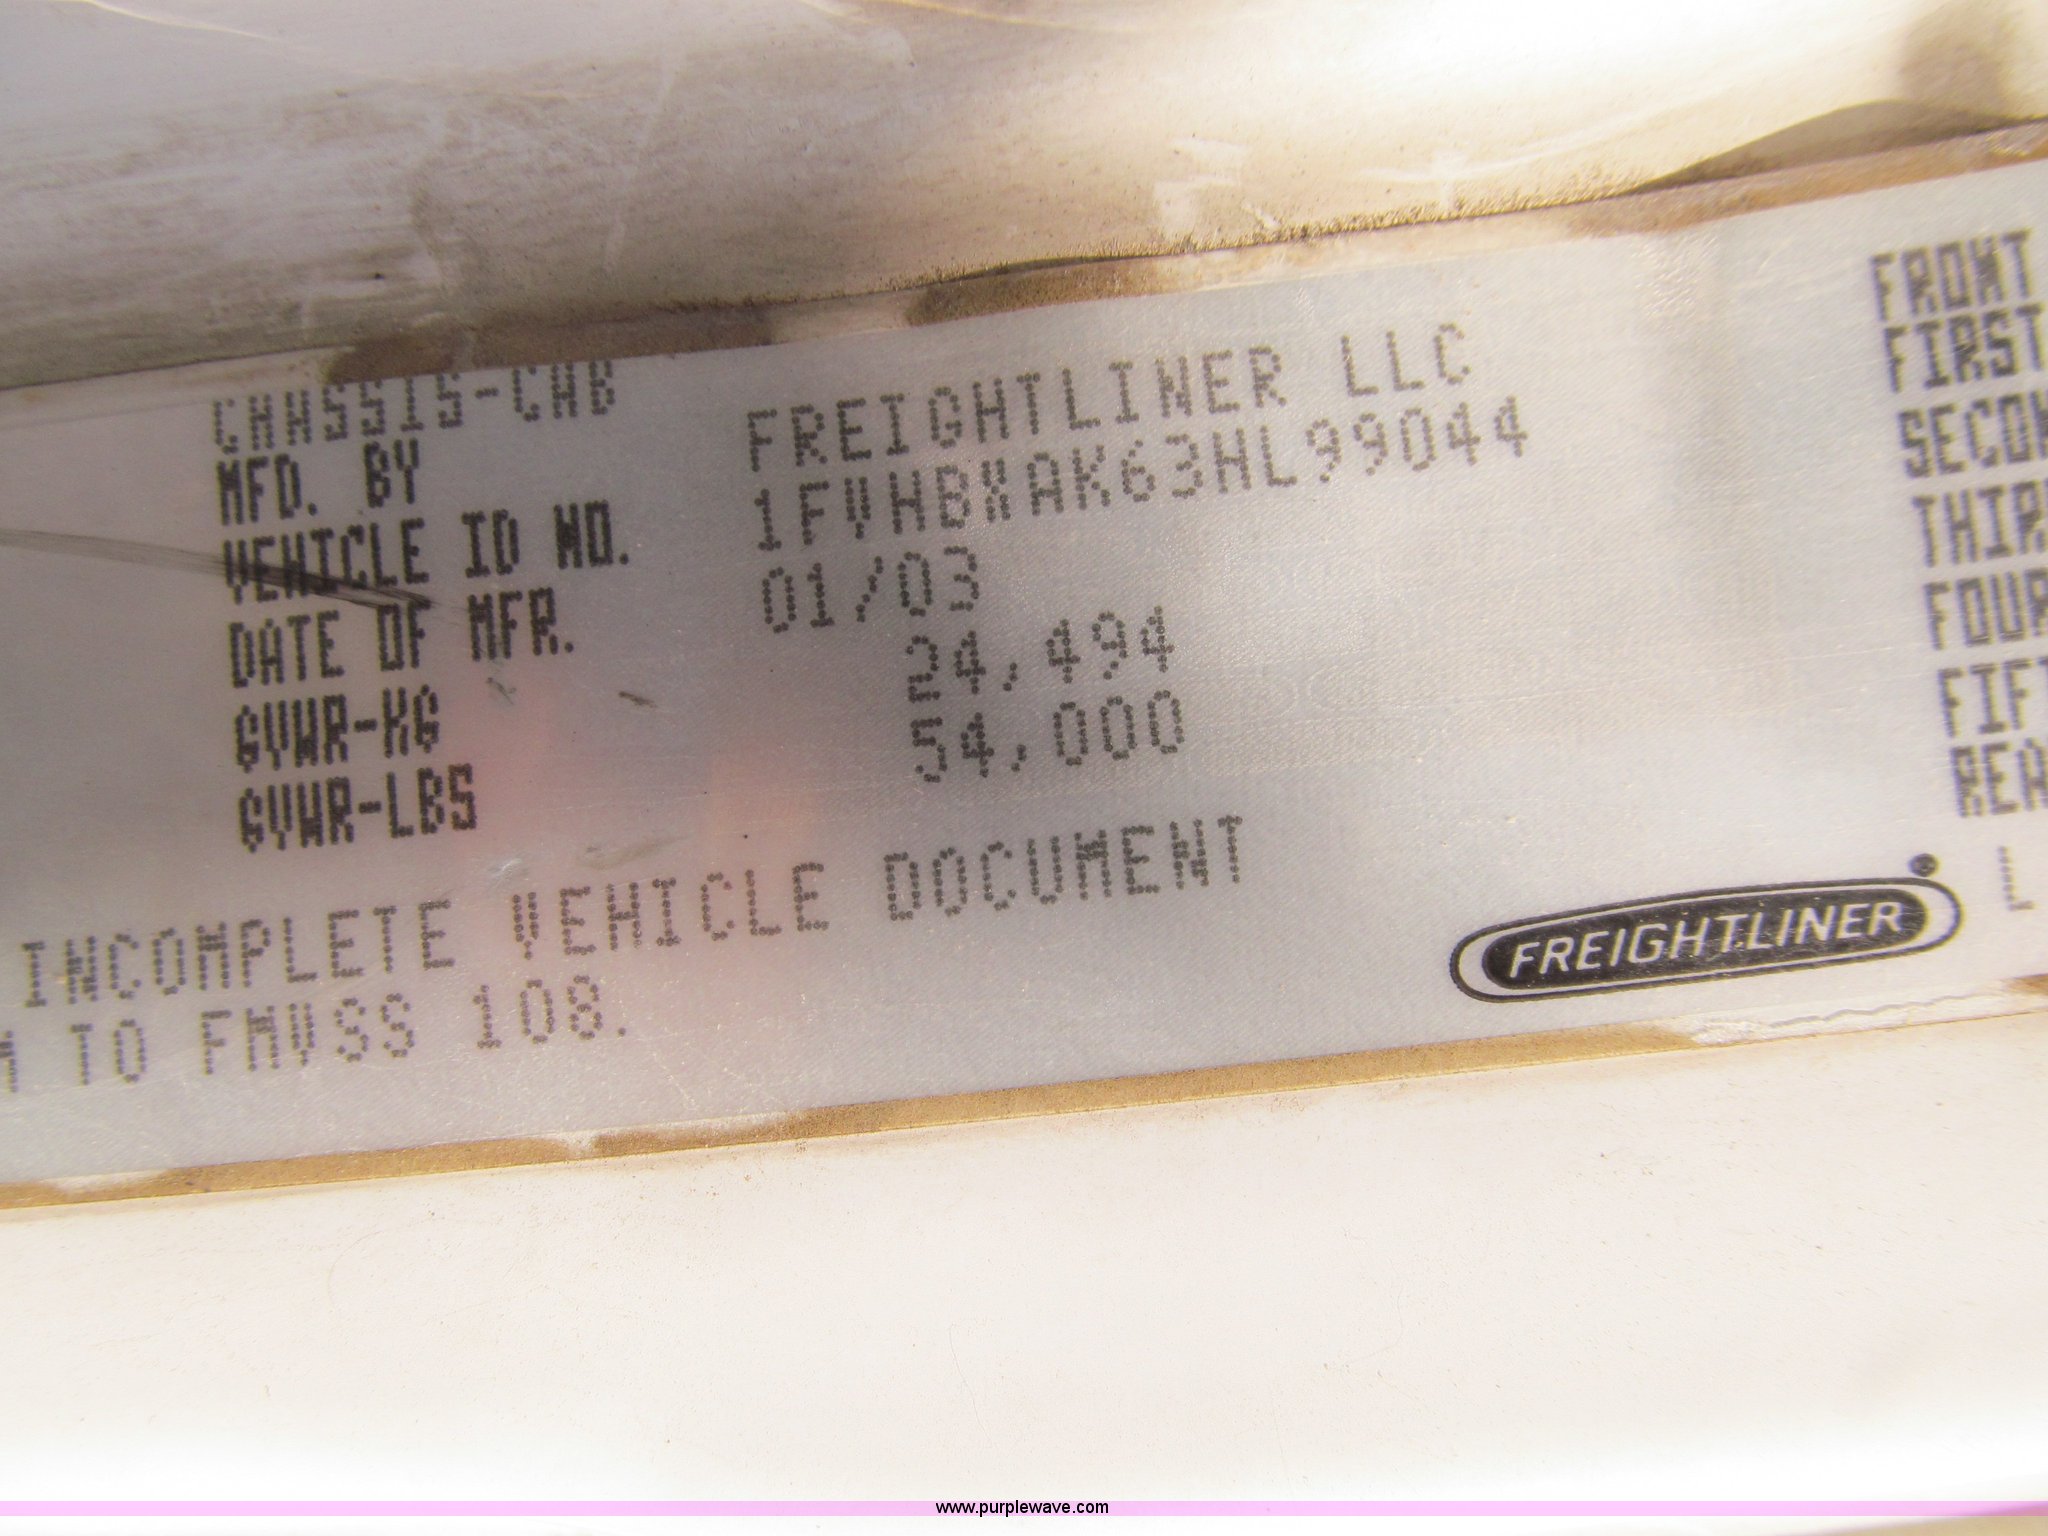 CHASSIS-CAB
MFD. BY FREIGHTLINER LLC
VEHICLE ID NO. 1FVHBXAK63HL99044
DATE OF MFR. 01/03
GVWR-KG 24,494
GVWR-LBS 54,000
INCOMPLETE VEHICLE DOCUMENT
TO FMVSS 108.
FREIGHTLINER®
FRONT
FIRST
SECON
THIR
FOUR
FIFT
REA
www.purplewave.com